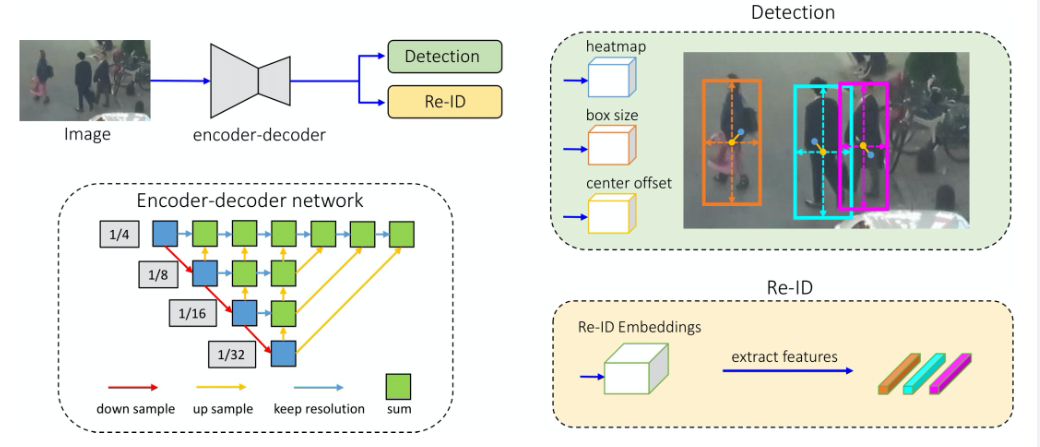 Image
encoder-decoder
Detection
Re-ID
Encoder-decoder network
1/4
1/8
1/16
1/32
down sample
up sample
keep resolution
sum
Detection
heatmap
box size
center offset
Re-ID
Re-ID Embeddings
extract features